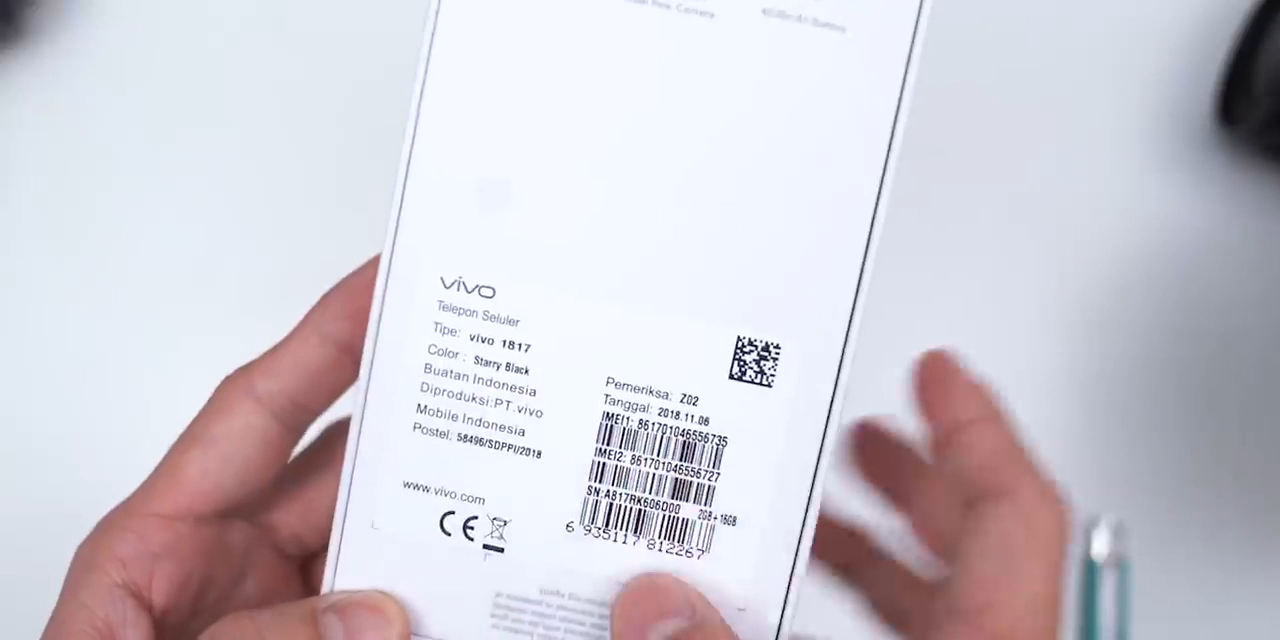 vivo
Telepon Seluler
Tipe: vivo 1817
Color : Starry Black
Buatan Indonesia
Diproduksi:PT.vivo
Mobile Indonesia
Postel: 58496/SDPPI/2018
www.vivo.com
CE
Pemeriksa: Z02
Tanggal: 2018.11.06
IMEI1: 861701046556735
IMEI2: 861701046556727
SN:A817RK606D00 2GB+16GB
6 935117 812267